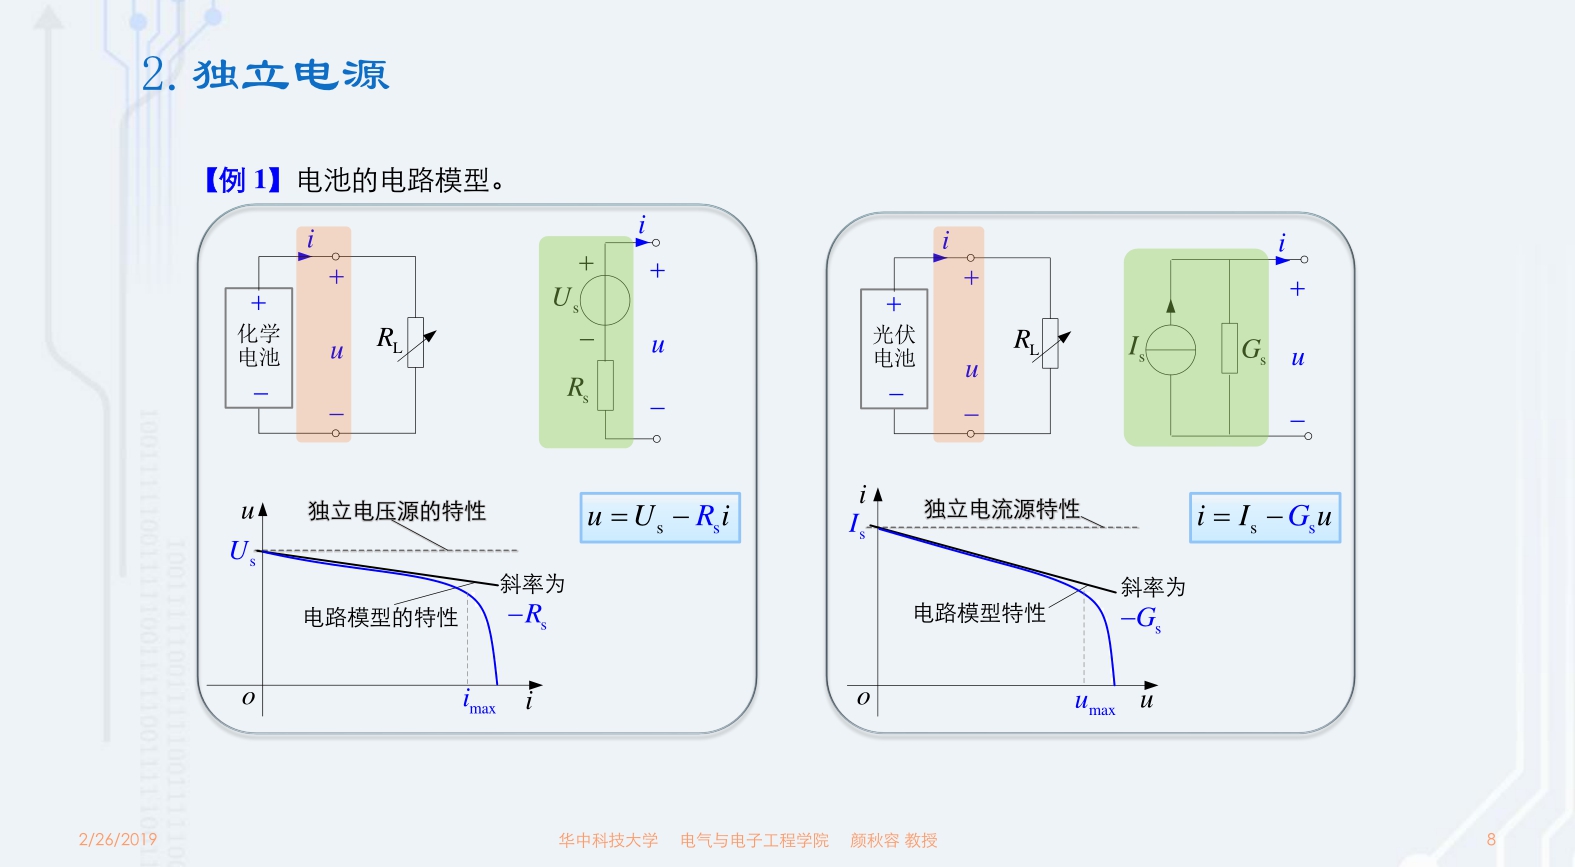 2. 独立电源
【例 1】电池的电路模型。
i
+
化学
电池
+
−
u
−
R_L
i
+
U_s
−
R_s
+
u
−
u
U_s
独立电压源的特性
u = U_s − R_s i
斜率为
−R_s
电路模型的特性
o
i_max
i
i
+
光伏
电池
+
−
u
−
R_L
i
I_s
G_s
+
u
−
i
I_s
独立电流源特性
i = I_s − G_s u
斜率为
−G_s
电路模型特性
o
u_max
u
2/26/2019
华中科技大学 电气与电子工程学院 颜秋容 教授
8